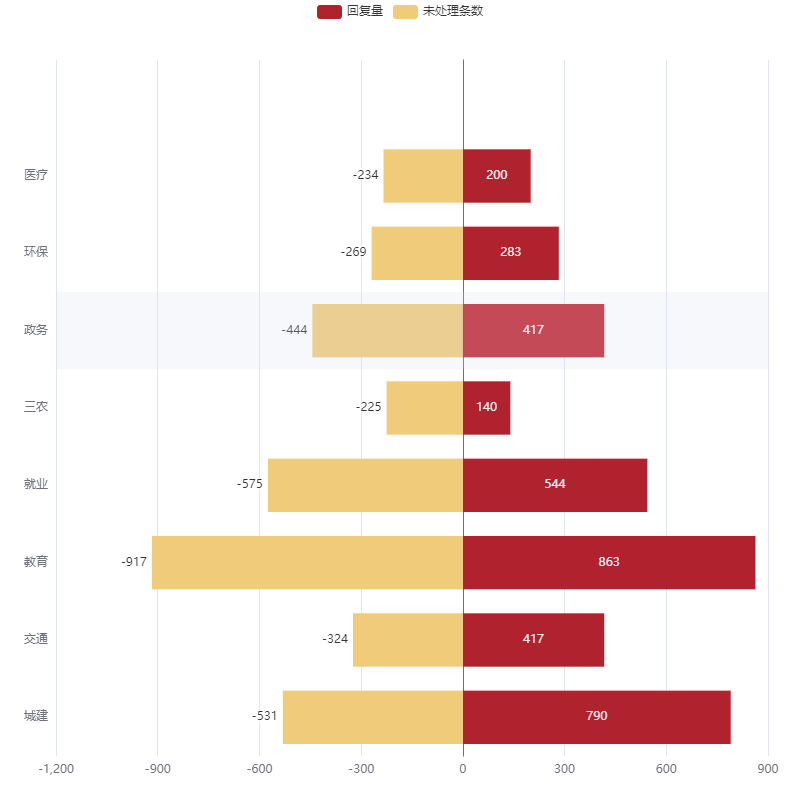 回复量 未处理条数
医疗 -234 200
环保 -269 283
政务 -444 417
三农 -225 140
就业 -575 544
教育 -917 863
交通 -324 417
城建 -531 790
-1,200 -900 -600 -300 0 300 600 900